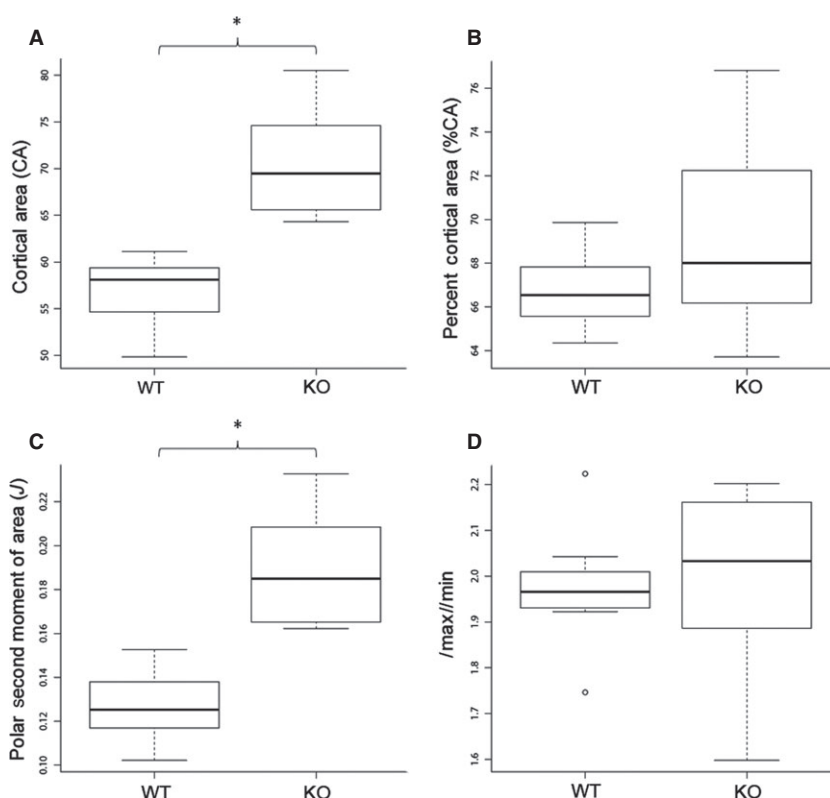 A
*
Cortical area (CA)
80
75
70
65
60
55
50
WT
KO
B
Percent cortical area (%CA)
76
74
72
70
68
66
64
WT
KO
C
*
Polar second moment of area (J)
0.22
0.20
0.18
0.16
0.14
0.12
0.10
WT
KO
D
/max//min
2.2
2.1
2.0
1.9
1.8
1.6
WT
KO